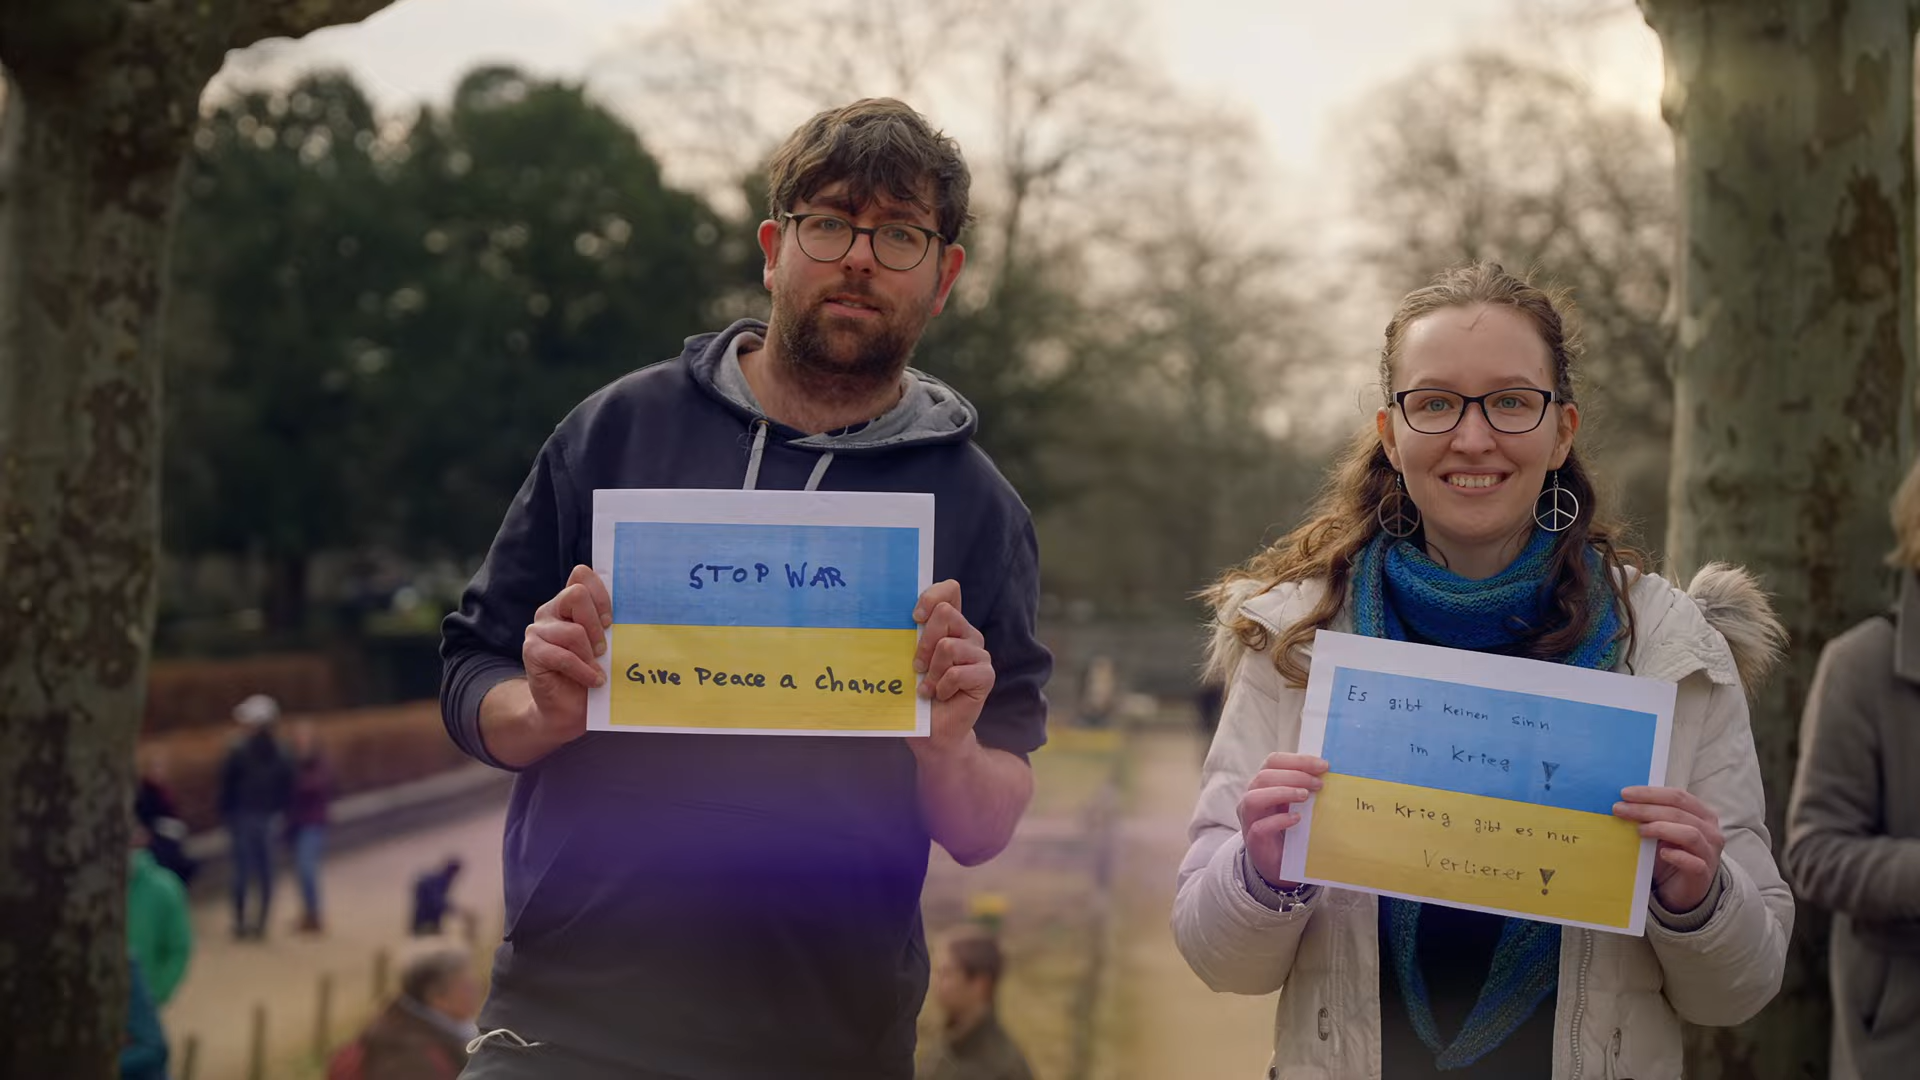 STOP WAR
Give Peace a chance
Es gibt keinen sinn
im Krieg !
Im Krieg gibt es nur
Verlierer !